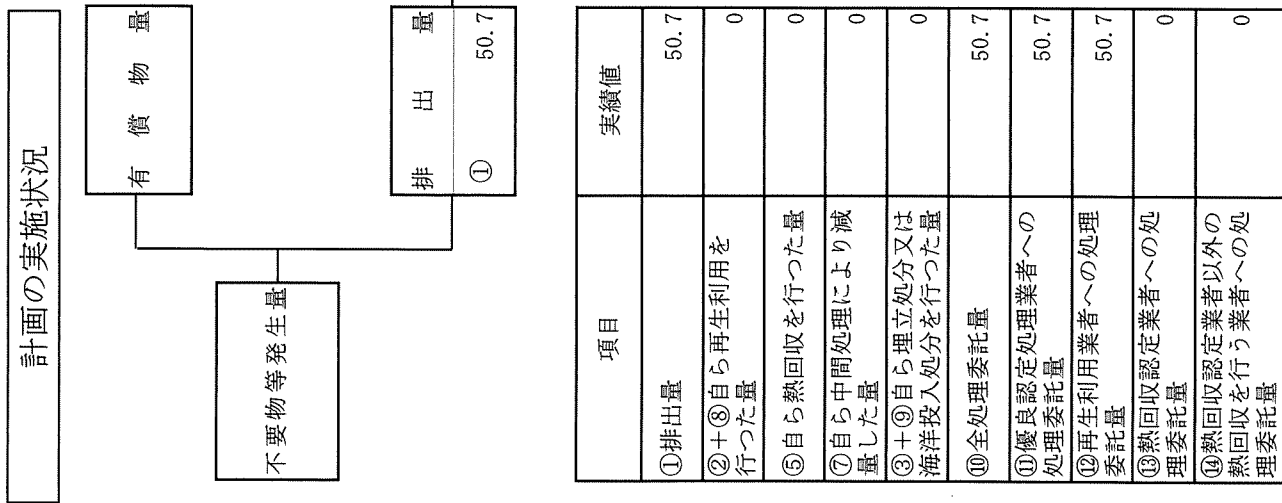 計画の実施状況
不要物等発生量
有償物量
排出量
① 50.7
項目 実績値
①排出量 50.7
②+⑧自ら再生利用を
行った量 0
⑤自ら熱回収を行った量 0
⑦自ら中間処理により減
量した量 0
③+⑨自ら埋立処分又は
海洋投入処分を行った量 0
⑩全処理委託量 50.7
⑪優良認定処理業者への
処理委託量 50.7
⑫再生利用業者への処理
委託量 50.7
⑬熱回収認定業者への処
理委託量 0
⑭熱回収認定業者以外の
熱回収を行う業者への処
理委託量 0